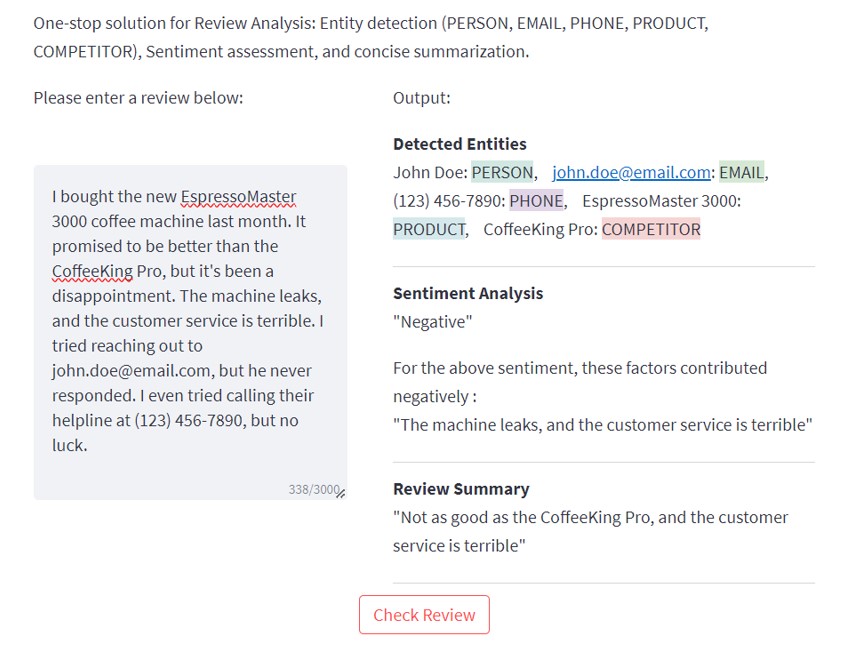 One-stop solution for Review Analysis: Entity detection (PERSON, EMAIL, PHONE, PRODUCT,
COMPETITOR), Sentiment assessment, and concise summarization.
Please enter a review below:
I bought the new EspressoMaster
3000 coffee machine last month. It
promised to be better than the
CoffeeKing Pro, but it's been a
disappointment. The machine leaks,
and the customer service is terrible. I
tried reaching out to
john.doe@email.com, but he never
responded. I even tried calling their
helpline at (123) 456-7890, but no
luck.
338/3000
Output:
Detected Entities
John Doe: PERSON, john.doe@email.com: EMAIL,
(123) 456-7890: PHONE, EspressoMaster 3000:
PRODUCT, CoffeeKing Pro: COMPETITOR
Sentiment Analysis
"Negative"
For the above sentiment, these factors contributed
negatively :
"The machine leaks, and the customer service is terrible"
Review Summary
"Not as good as the CoffeeKing Pro, and the customer
service is terrible"
Check Review